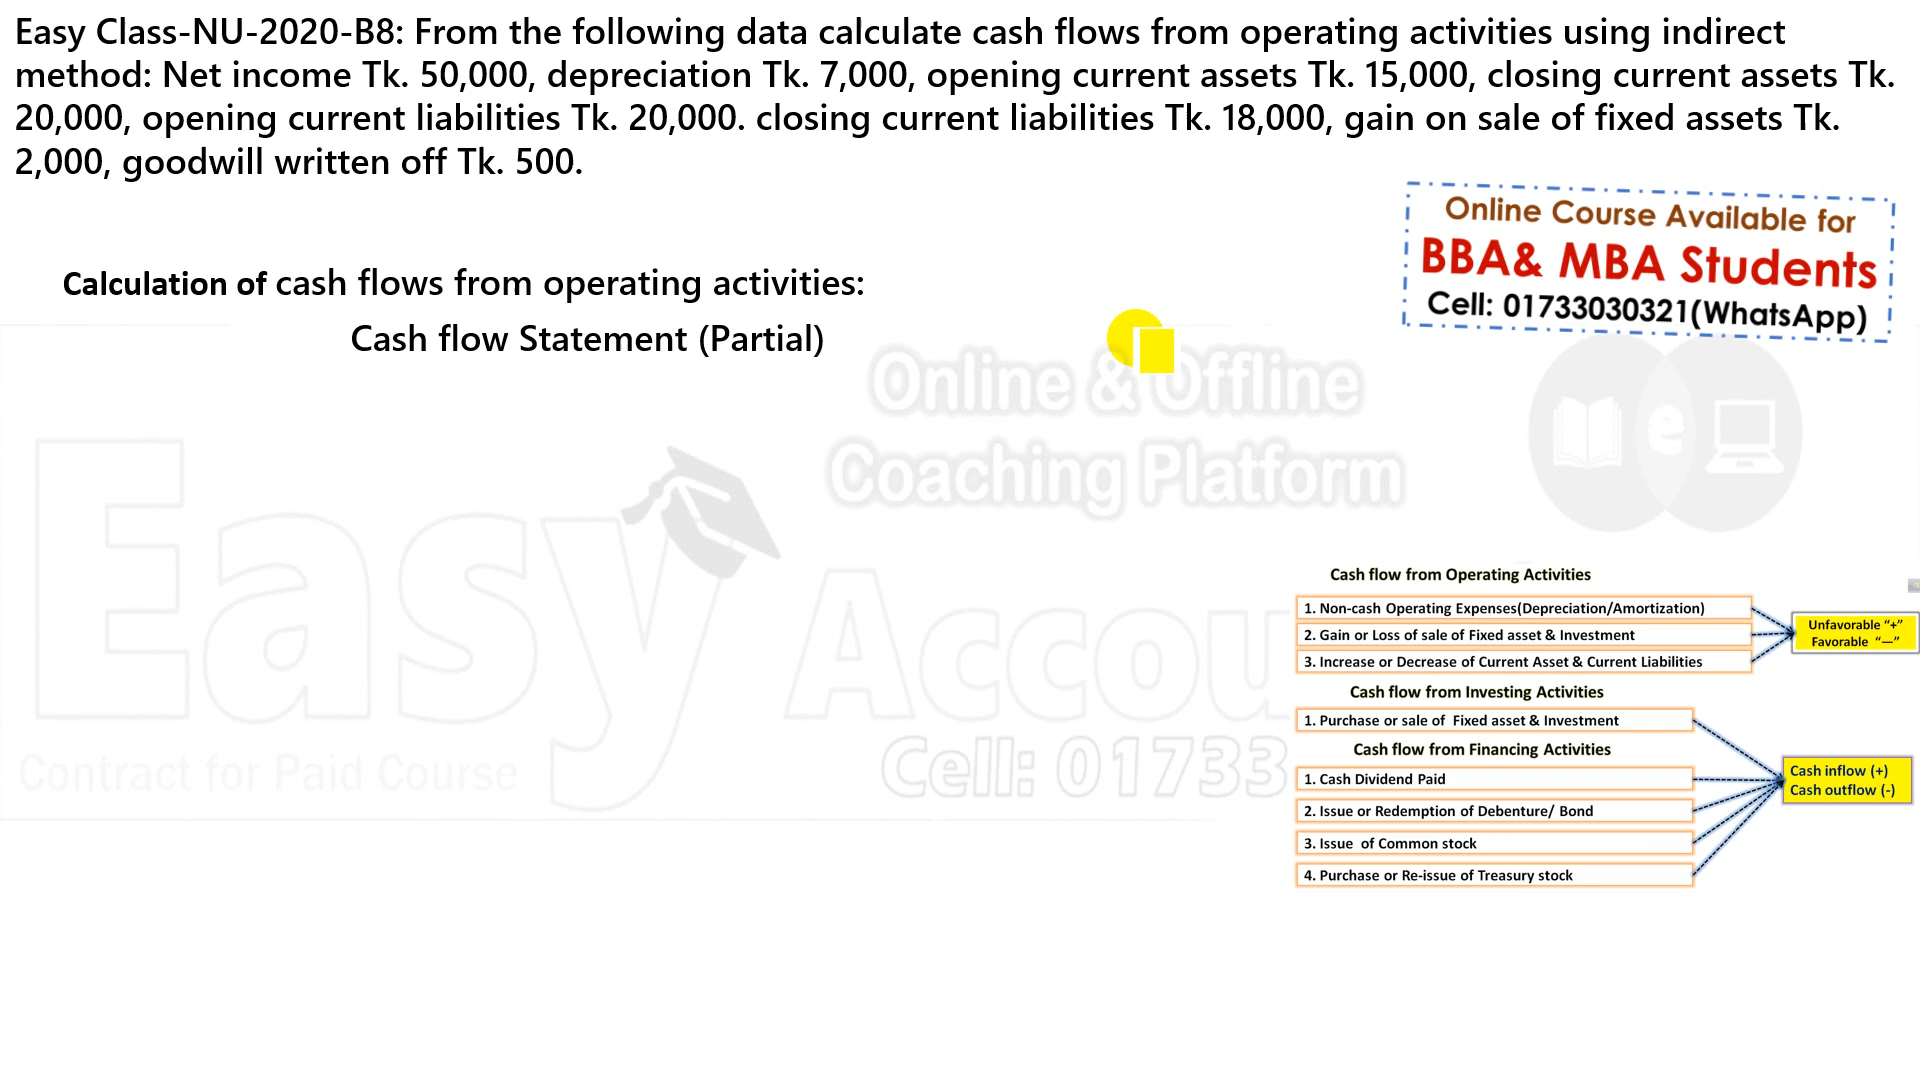 Easy Class-NU-2020-B8: From the following data calculate cash flows from operating activities using indirect
method: Net income Tk. 50,000, depreciation Tk. 7,000, opening current assets Tk. 15,000, closing current assets Tk.
20,000, opening current liabilities Tk. 20,000. closing current liabilities Tk. 18,000, gain on sale of fixed assets Tk.
2,000, goodwill written off Tk. 500.
Online Course Available for
BBA& MBA Students
Cell: 01733030321(WhatsApp)
Calculation of cash flows from operating activities:
Cash flow Statement (Partial)
Online & Offline
Coaching Platform
e
Easy Accou
Contract for Paid Course
Cell: 01733
Cash flow from Operating Activities
1. Non-cash Operating Expenses(Depreciation/Amortization)
2. Gain or Loss of sale of Fixed asset & Investment
3. Increase or Decrease of Current Asset & Current Liabilities
Unfavorable “+”
Favorable “—”
Cash flow from Investing Activities
1. Purchase or sale of Fixed asset & Investment
Cash flow from Financing Activities
1. Cash Dividend Paid
2. Issue or Redemption of Debenture/ Bond
3. Issue of Common stock
4. Purchase or Re-issue of Treasury stock
Cash inflow (+)
Cash outflow (-)